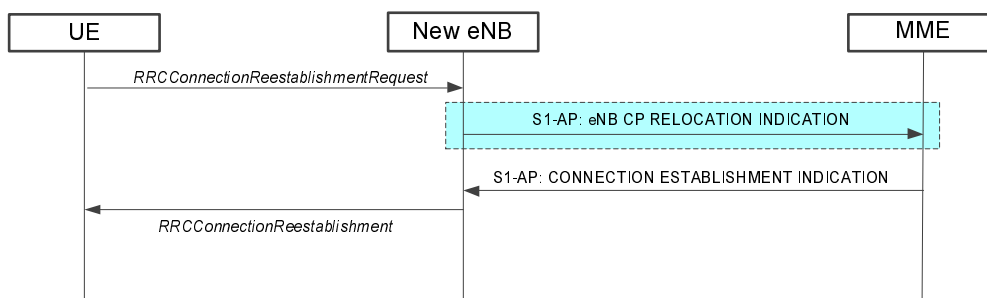 UE
New eNB
MME
RRCConnectionReestablishmentRequest
S1-AP: eNB CP RELOCATION INDICATION
S1-AP: CONNECTION ESTABLISHMENT INDICATION
RRCConnectionReestablishment